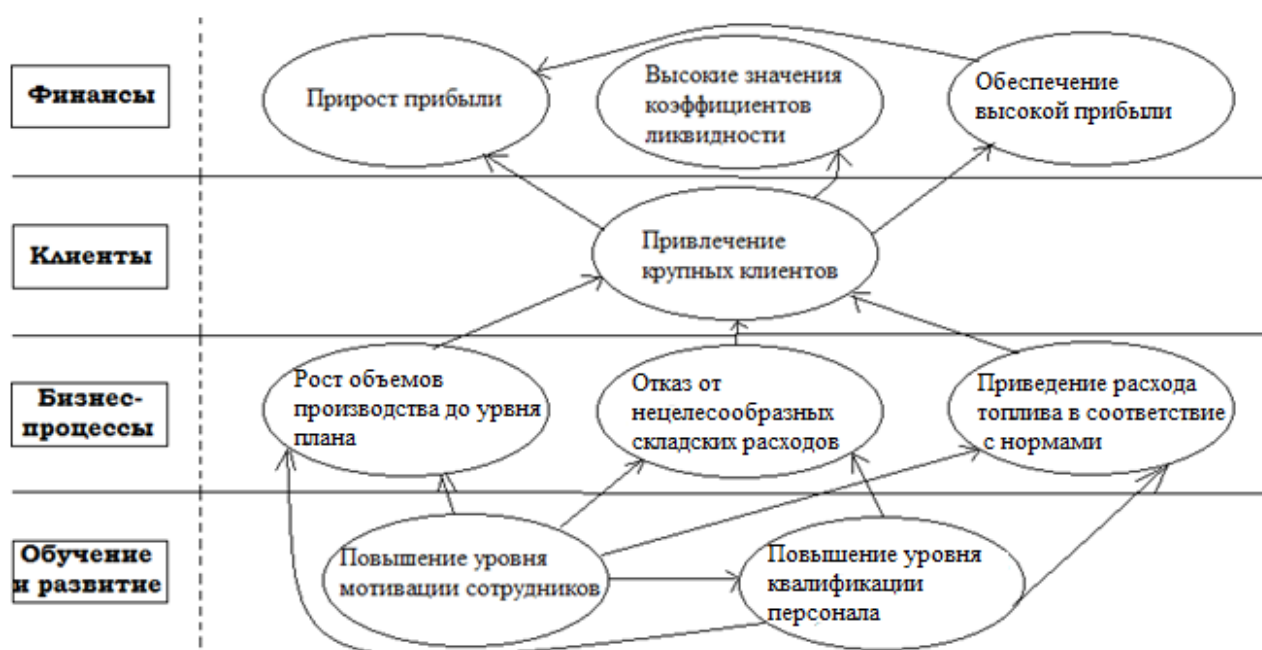 Финансы
Прирост прибыли
Высокие значения
коэффициентов
ликвидности
Обеспечение
высокой прибыли
Клиенты
Привлечение
крупных клиентов
Бизнес-
процессы
Рост объемов
производства до урвня
плана
Отказ от
нецелесообразных
складских расходов
Приведение расхода
топлива в соответствие
с нормами
Обучение
и развитие
Повышение уровня
мотивации сотрудников
Повышение уровня
квалификации
персонала